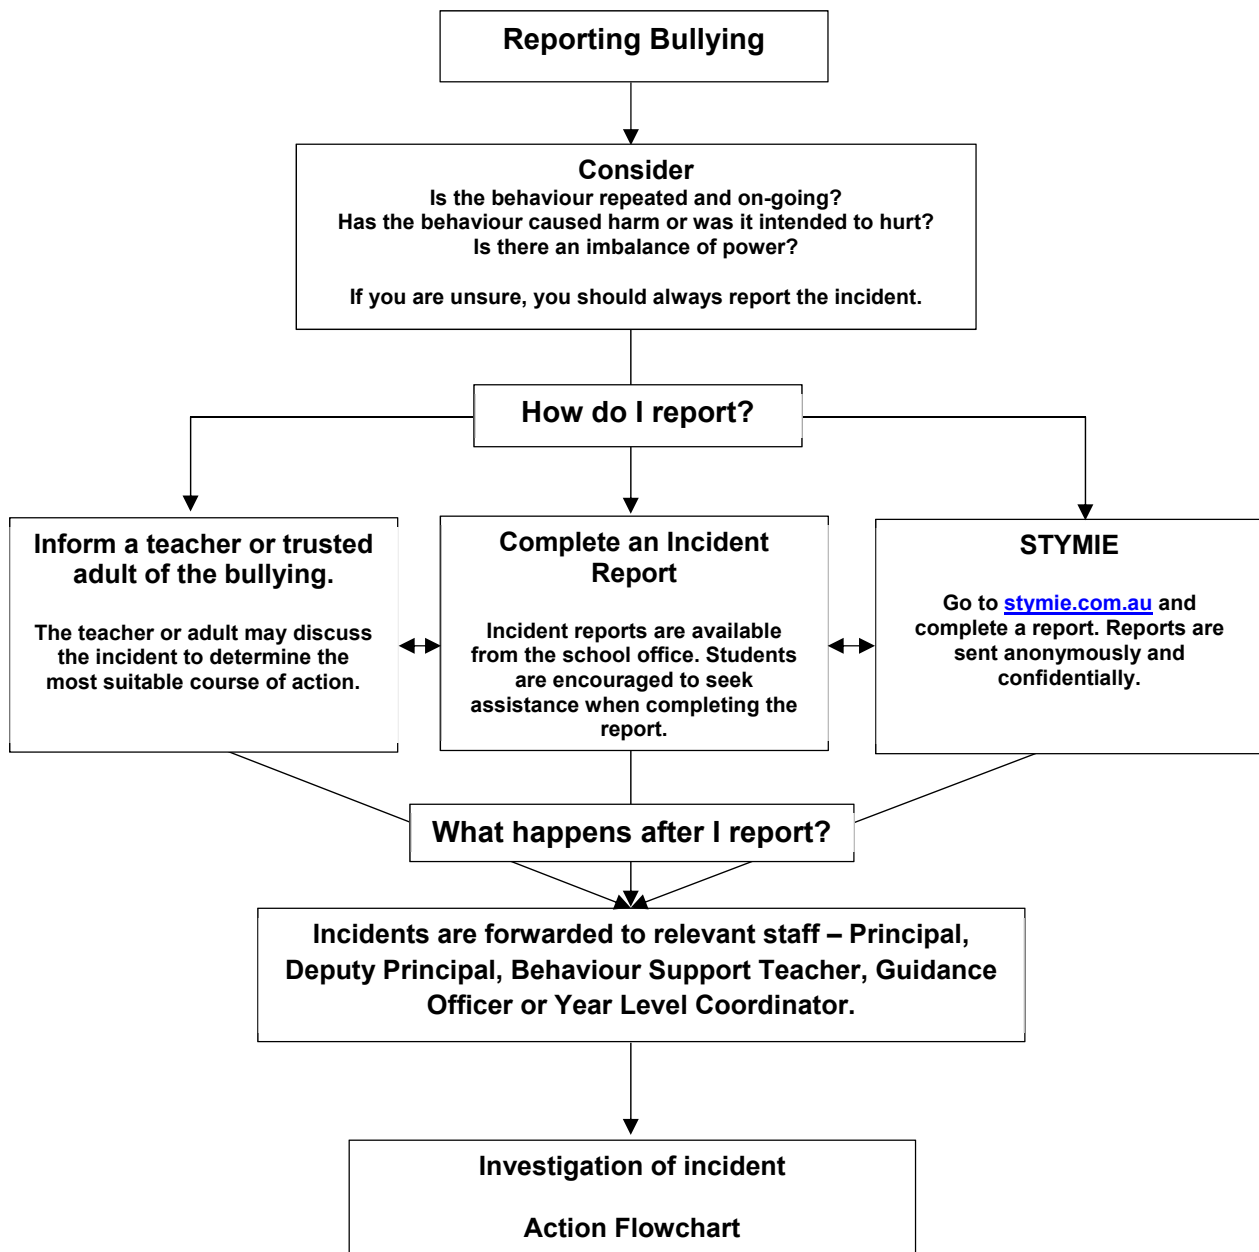 Reporting Bullying
Consider
Is the behaviour repeated and on-going?
Has the behaviour caused harm or was it intended to hurt?
Is there an imbalance of power?
If you are unsure, you should always report the incident.
How do I report?
Inform a teacher or trusted
adult of the bullying.
The teacher or adult may discuss
the incident to determine the
most suitable course of action.
Complete an Incident
Report
Incident reports are available
from the school office. Students
are encouraged to seek
assistance when completing the
report.
STYMIE
Go to stymie.com.au and
complete a report. Reports are
sent anonymously and
confidentially.
What happens after I report?
Incidents are forwarded to relevant staff – Principal,
Deputy Principal, Behaviour Support Teacher, Guidance
Officer or Year Level Coordinator.
Investigation of incident
Action Flowchart